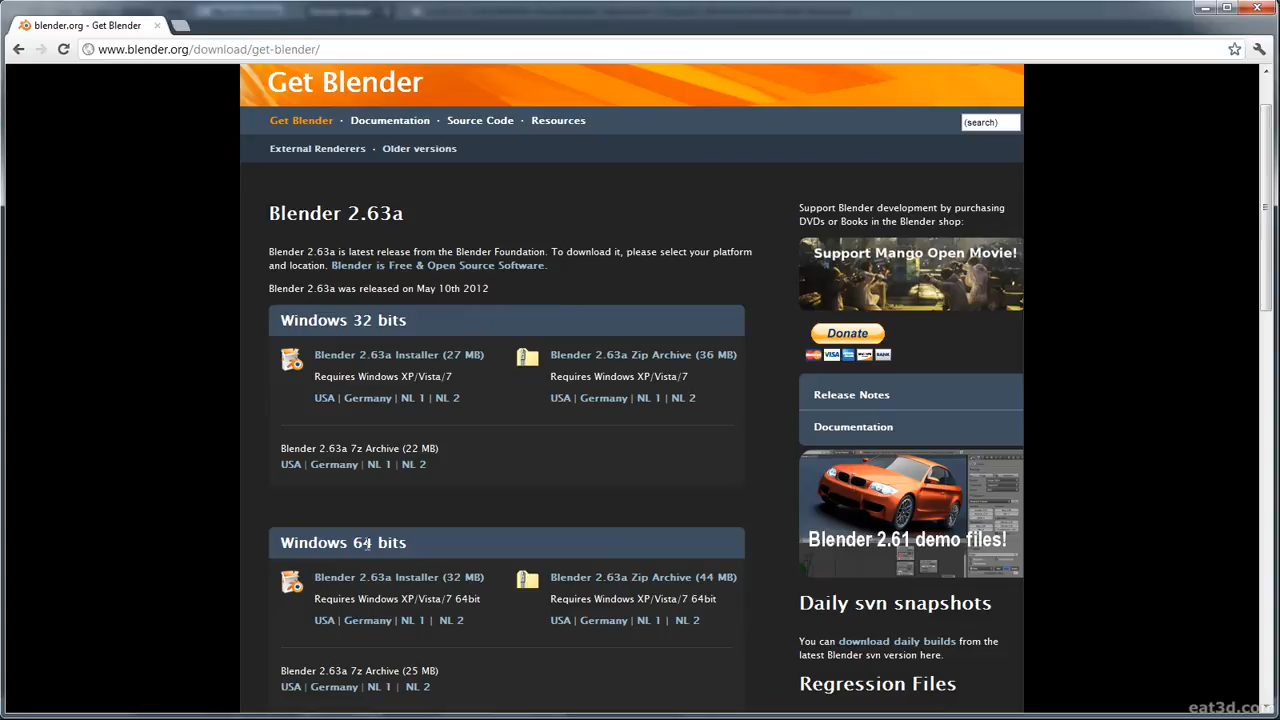 blender.org - Get Blender
www.blender.org/download/get-blender/
Get Blender
Get Blender · Documentation · Source Code · Resources
(search)
External Renderers · Older versions
Blender 2.63a
Blender 2.63a is latest release from the Blender Foundation. To download it, please select your platform
and location. Blender is Free & Open Source Software.
Blender 2.63a was released on May 10th 2012
Windows 32 bits
Blender 2.63a Installer (27 MB)
Requires Windows XP/Vista/7
USA | Germany | NL 1 | NL 2
Blender 2.63a Zip Archive (36 MB)
Requires Windows XP/Vista/7
USA | Germany | NL 1 | NL 2
Blender 2.63a 7z Archive (22 MB)
USA | Germany | NL 1 | NL 2
Windows 64 bits
Blender 2.63a Installer (32 MB)
Requires Windows XP/Vista/7 64bit
USA | Germany | NL 1 | NL 2
Blender 2.63a Zip Archive (44 MB)
Requires Windows XP/Vista/7 64bit
USA | Germany | NL 1 | NL 2
Blender 2.63a 7z Archive (25 MB)
USA | Germany | NL 1 | NL 2
Support Blender development by purchasing
DVDs or Books in the Blender shop:
Support Mango Open Movie!
Donate
VISA
BANK
Release Notes
Documentation
Blender 2.61 demo files!
Daily svn snapshots
You can download daily builds from the
latest Blender svn version here.
Regression Files
eat3d.com